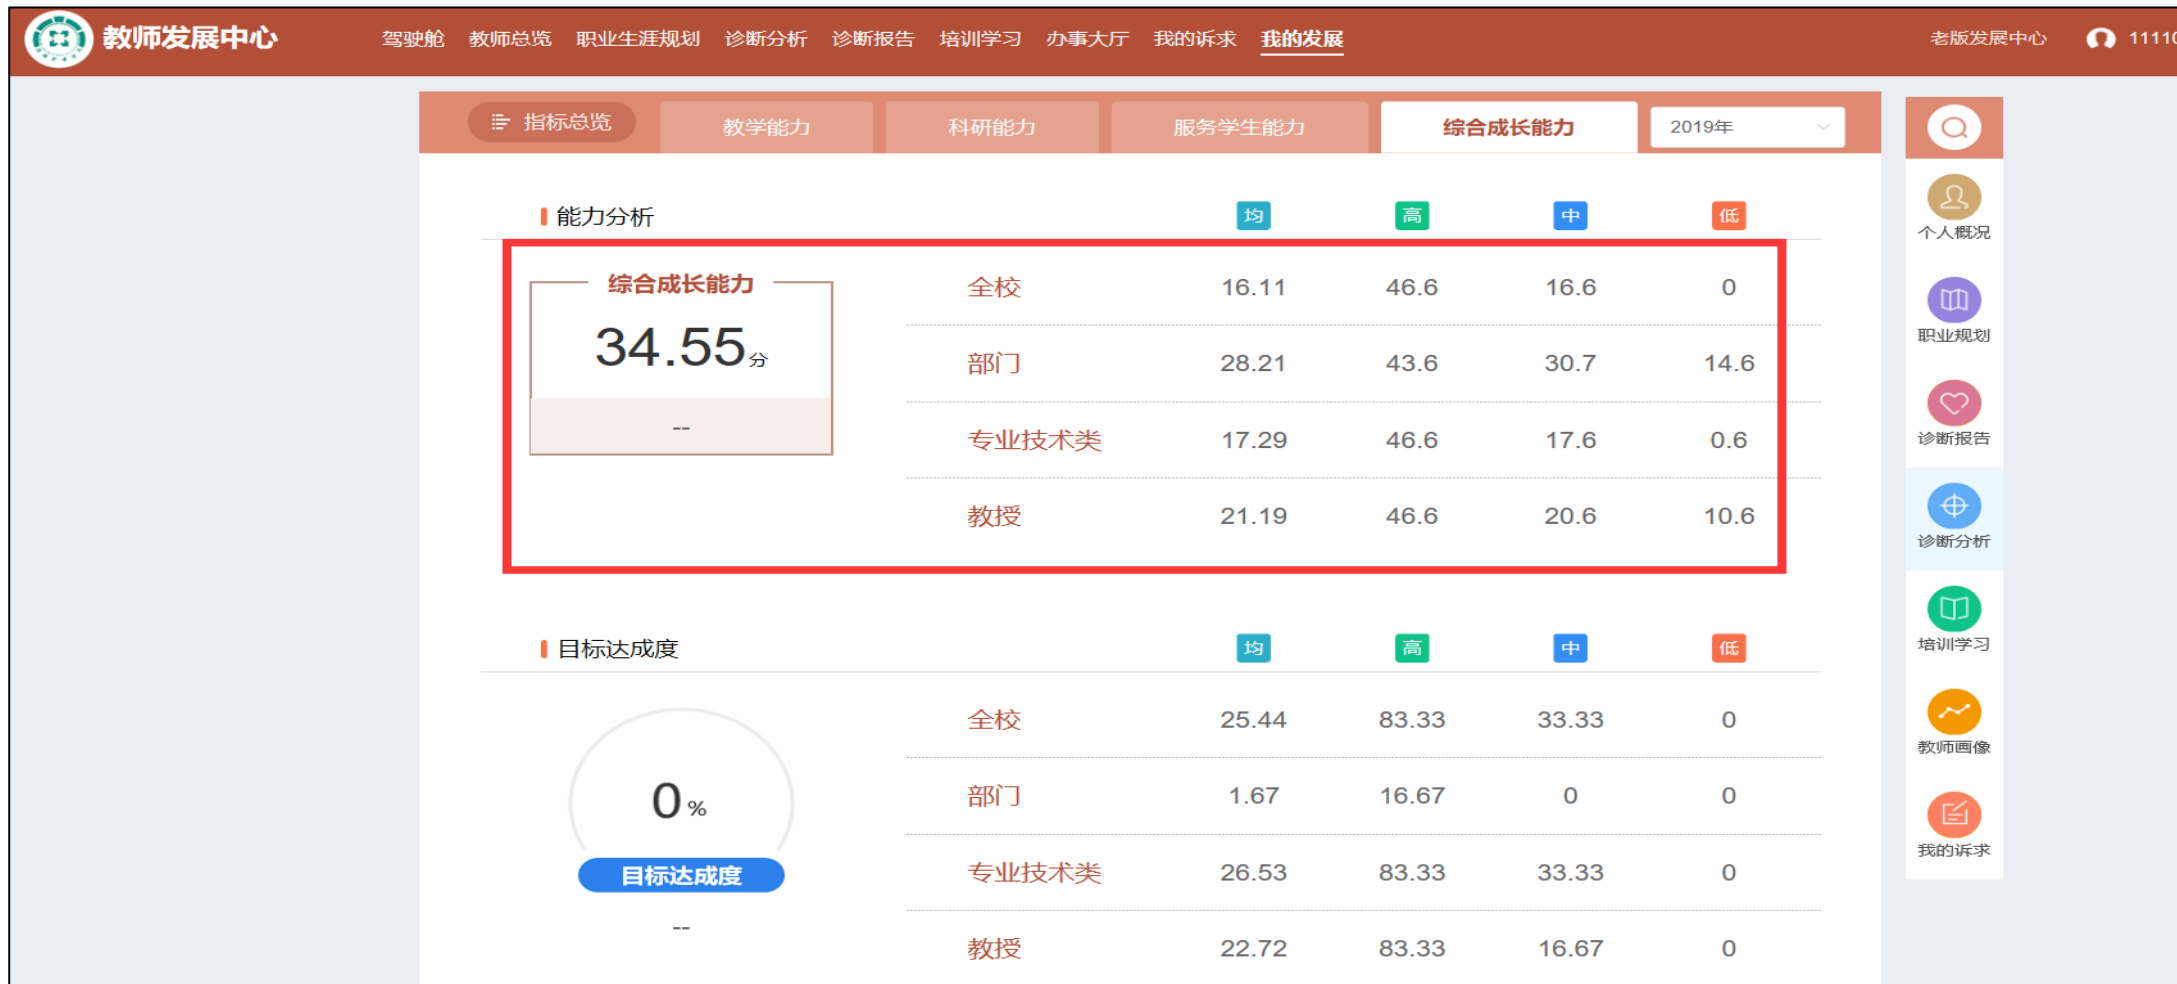 教师发展中心 驾驶舱 教师总览 职业生涯规划 诊断分析 诊断报告 培训学习 办事大厅 我的诉求 我的发展 老版发展中心 11110
指标总览 教学能力 科研能力 服务学生能力 综合成长能力 2019年
能力分析 均 高 中 低
综合成长能力
34.55分
--
全校 16.11 46.6 16.6 0
部门 28.21 43.6 30.7 14.6
专业技术类 17.29 46.6 17.6 0.6
教授 21.19 46.6 20.6 10.6
目标达成度 均 高 中 低
0%
目标达成度
--
全校 25.44 83.33 33.33 0
部门 1.67 16.67 0 0
专业技术类 26.53 83.33 33.33 0
教授 22.72 83.33 16.67 0
个人概况
职业规划
诊断报告
诊断分析
培训学习
教师画像
我的诉求